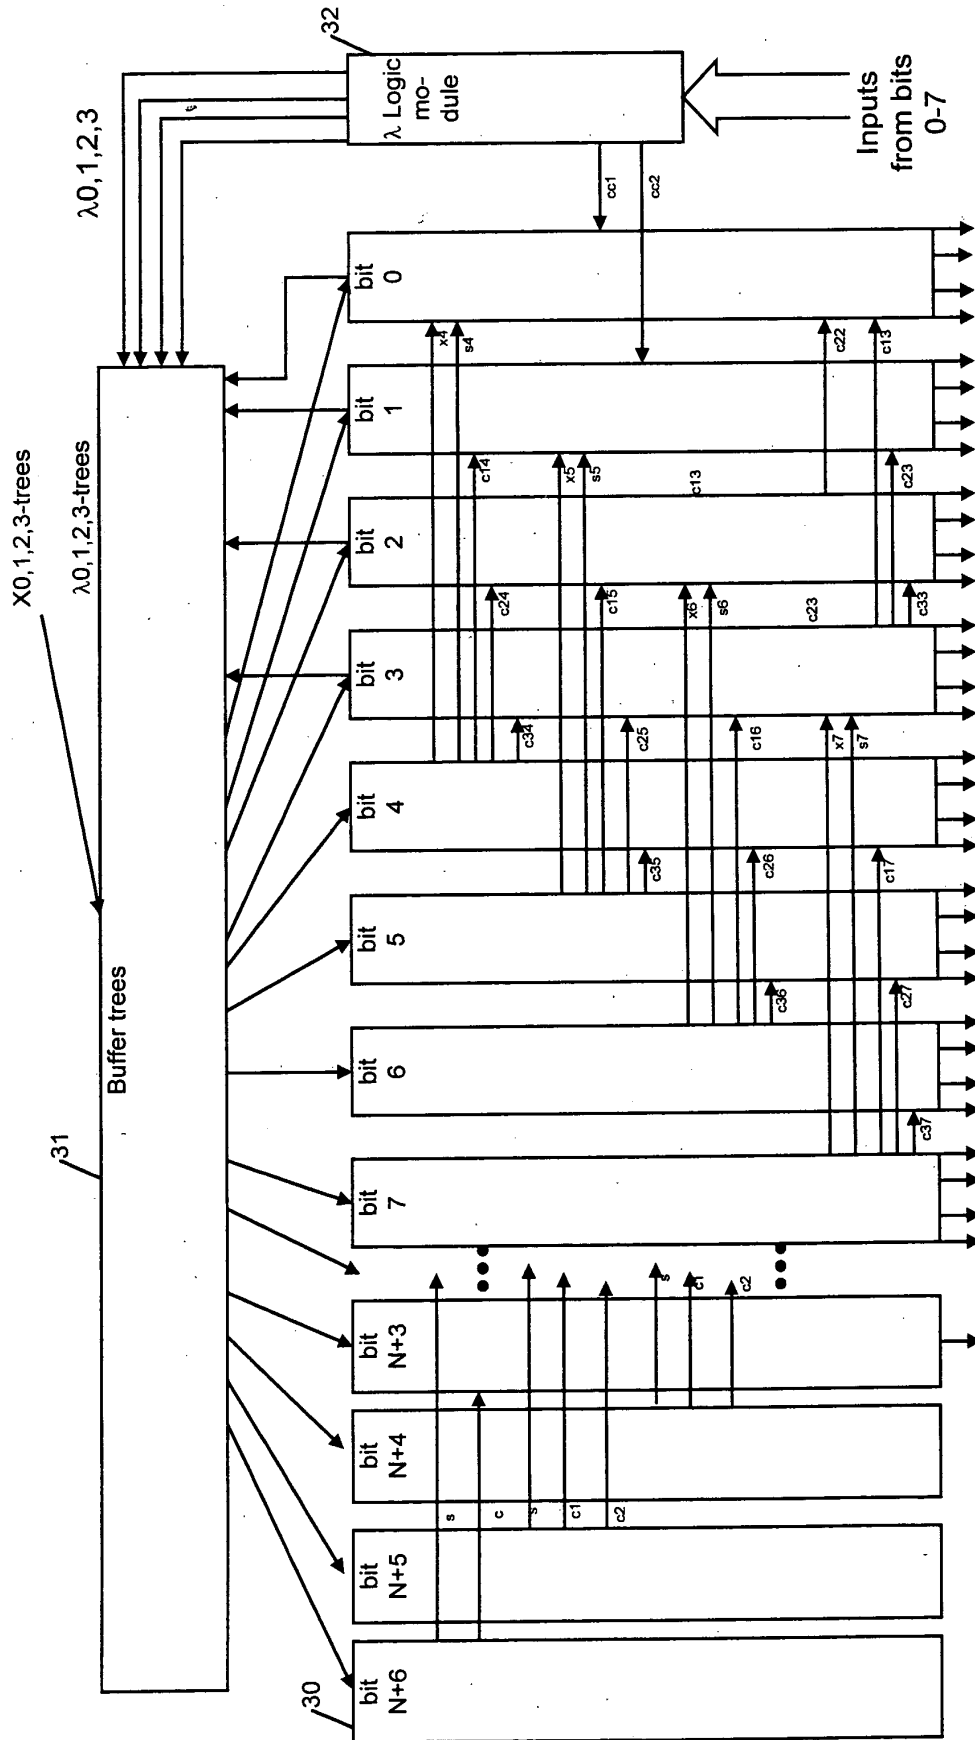 32
λ0,1,2,3
λ Logic
mo-
dule
Inputs
from bits
0-7
cc1
cc2
X0,1,2,3-trees
λ0,1,2,3-trees
Buffer trees
31
30
bit
0
bit
1
bit
2
bit
3
bit
4
bit
5
bit
6
bit
7
bit
N+3
bit
N+4
bit
N+5
bit
N+6
x4
s4
c14
c24
c34
x5
s5
c15
c25
c35
x6
s6
c16
c26
c36
x7
s7
c17
c27
c37
c13
c23
c22
c13
c23
c33
s
c
s
c1
c2
s
c1
c2